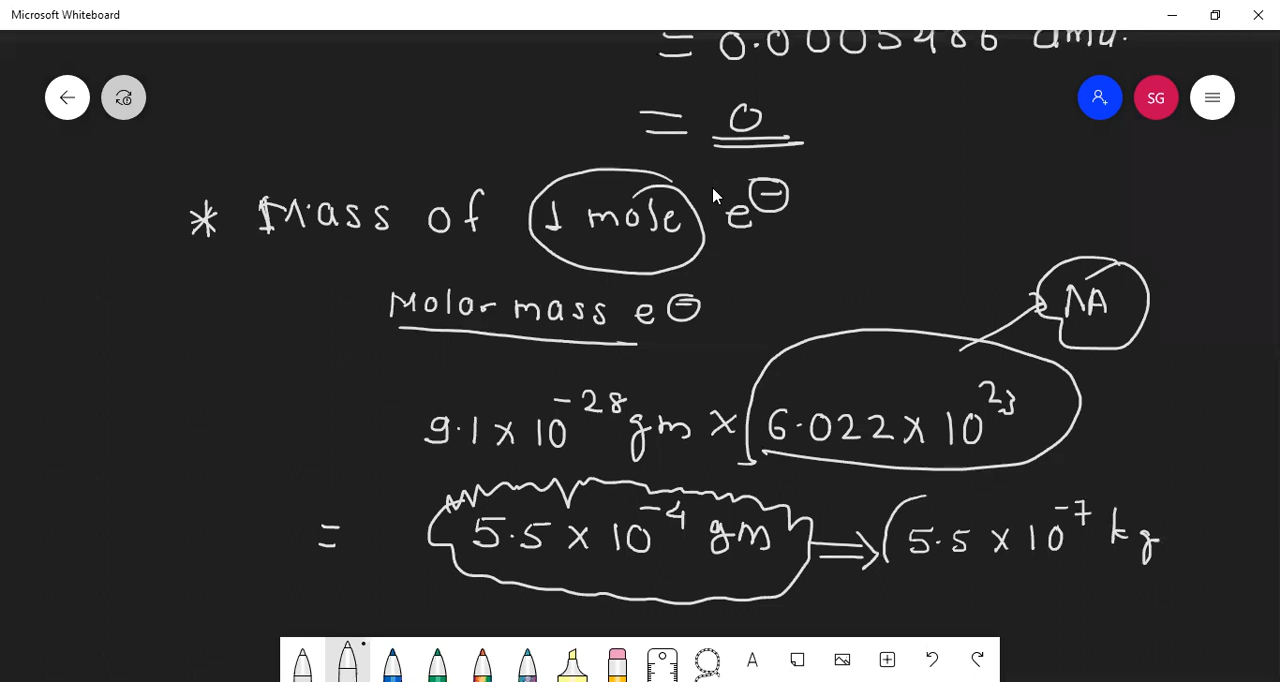 Microsoft Whiteboard
= 0.0005486 amu.
SG
= 0
* Mass of 1 mole e⊖
Molar mass e⊖
NA
9.1 x 10⁻²⁸ gm x 6.022 x 10²³
= 5.5 x 10⁻⁴ gm ⇒ 5.5 x 10⁻⁷ kg
A